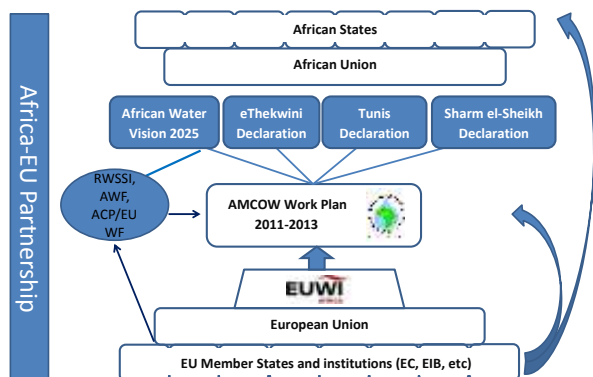 Africa-EU Partnership
African States
African Union
African Water
Vision 2025
eThekwini
Declaration
Tunis
Declaration
Sharm el-Sheikh
Declaration
RWSSI,
AWF,
ACP/EU
WF
AMCOW Work Plan
2011-2013
EUWI
European Union
EU Member States and institutions (EC, EIB, etc)